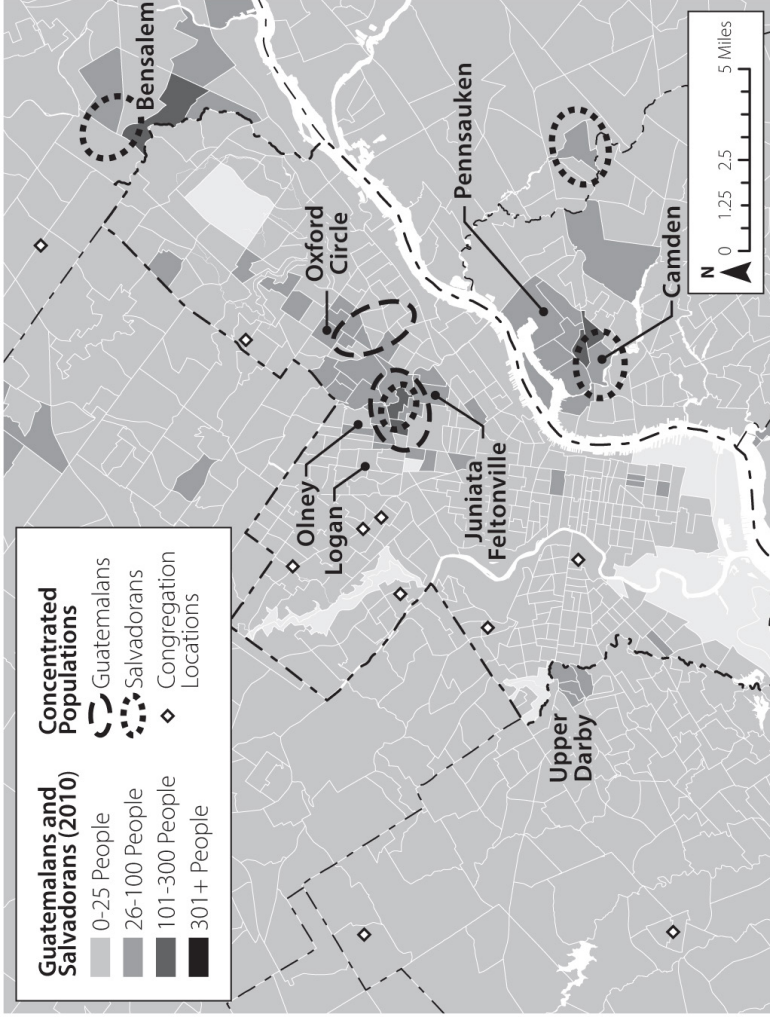 Guatemalans and
Salvadorans (2010)
0-25 People
26-100 People
101-300 People
301+ People
Concentrated
Populations
Guatemalans
Salvadorans
Congregation
Locations
Bensalem
Oxford
Circle
Pennsauken
Olney
Logan
Juniata
Feltonville
Camden
Upper
Darby
N
0 1.25 2.5 5 Miles